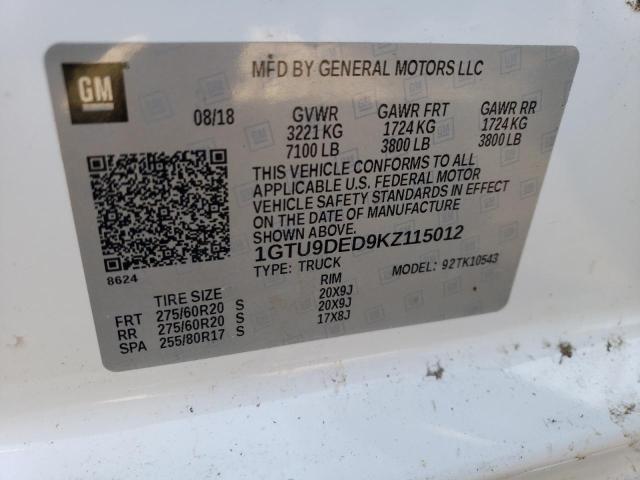 GM
MFD BY GENERAL MOTORS LLC
08/18 GVWR GAWR FRT GAWR RR
3221 KG 1724 KG 1724 KG
7100 LB 3800 LB 3800 LB
THIS VEHICLE CONFORMS TO ALL
APPLICABLE U.S. FEDERAL MOTOR
VEHICLE SAFETY STANDARDS IN EFFECT
ON THE DATE OF MANUFACTURE
SHOWN ABOVE.
1GTU9DED9KZ115012
8624
TYPE: TRUCK MODEL: 92TK10543
TIRE SIZE RIM
FRT 275/60R20 S 20X9J
RR 275/60R20 S 20X9J
SPA 255/80R17 S 17X8J